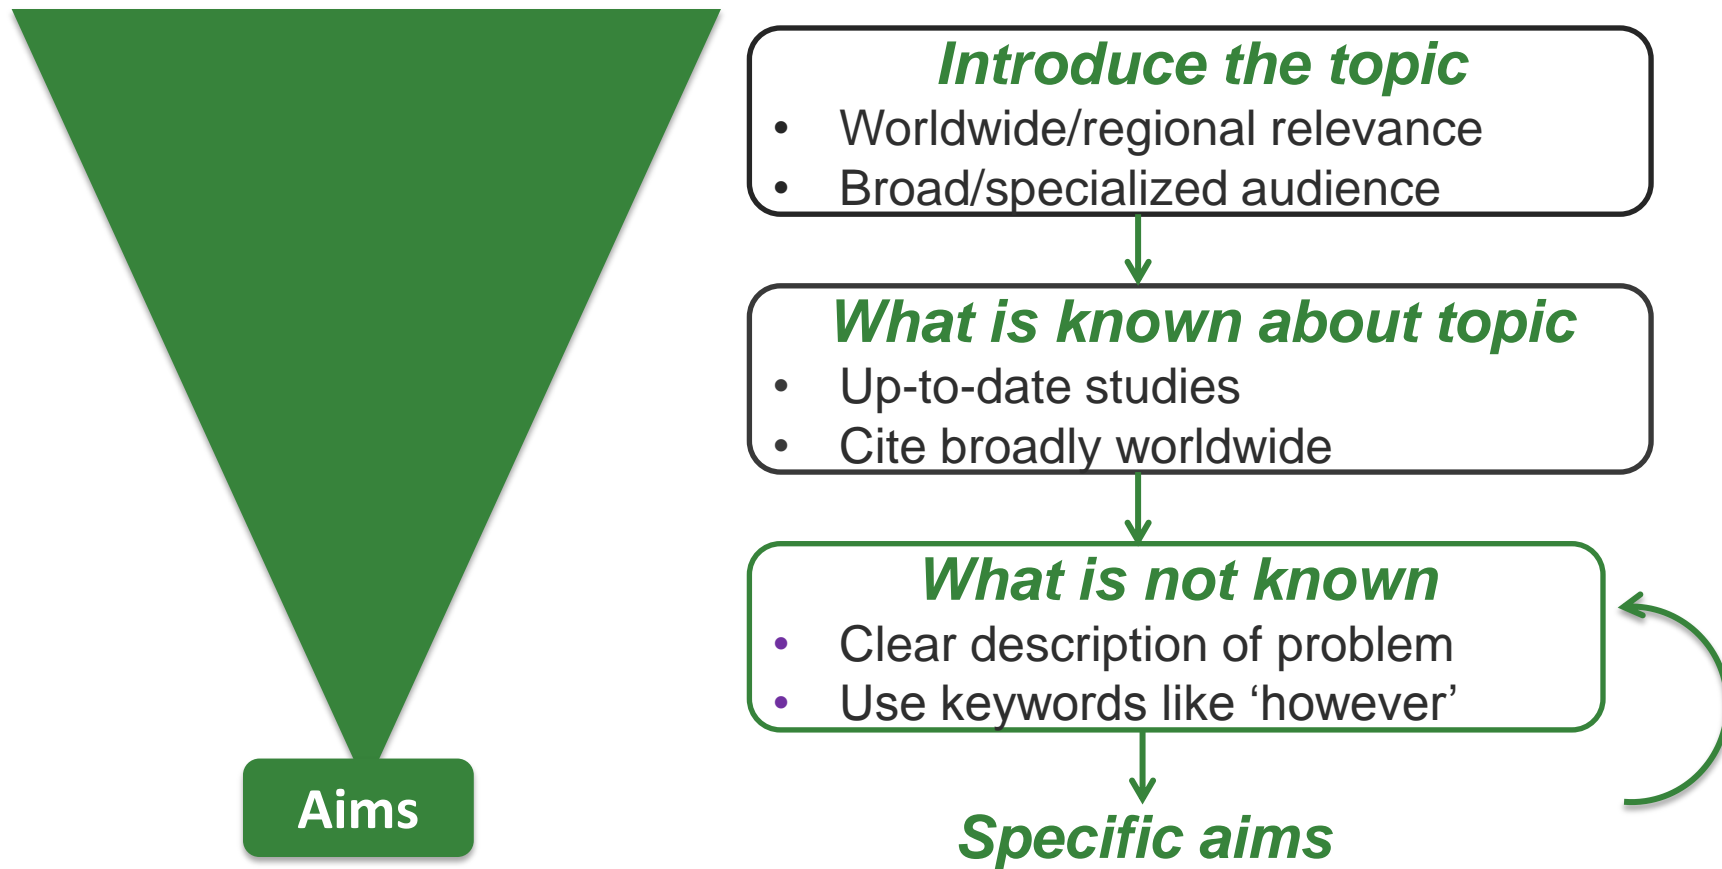 Introduce the topic
• Worldwide/regional relevance
• Broad/specialized audience
What is known about topic
• Up-to-date studies
• Cite broadly worldwide
What is not known
• Clear description of problem
• Use keywords like ‘however’
Aims
Specific aims